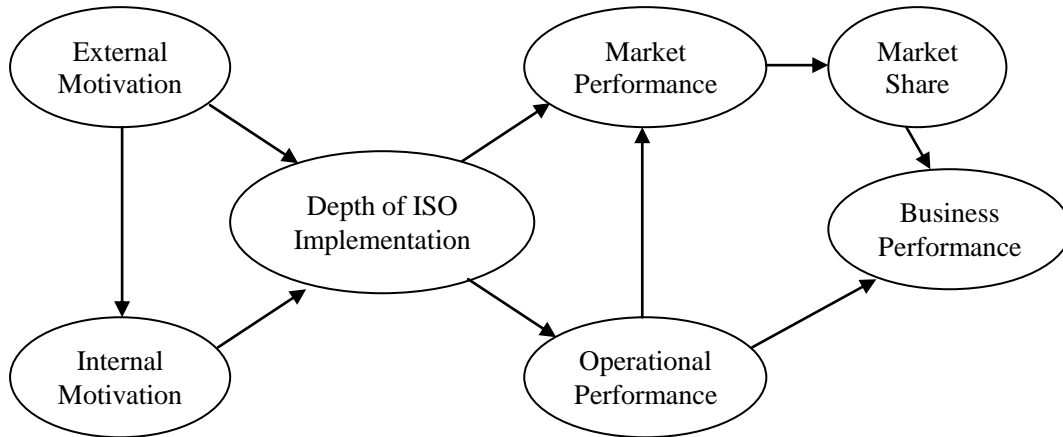 External
Motivation
Market
Performance
Market
Share
Depth of ISO
Implementation
Business
Performance
Internal
Motivation
Operational
Performance